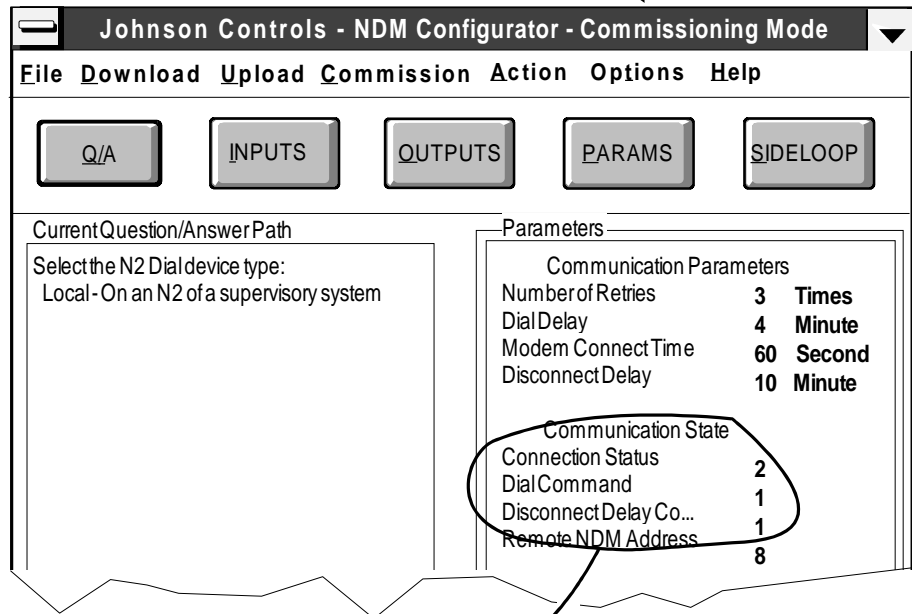 Johnson Controls - NDM Configurator - Commissioning Mode
File Download Upload Commission Action Options Help
Q/A INPUTS OUTPUTS PARAMS SIDELOOP
Current Question/Answer Path
Select the N2 Dial device type:
Local - On an N2 of a supervisory system
Parameters
Communication Parameters
Number of Retries 3 Times
Dial Delay 4 Minute
Modem Connect Time 60 Second
Disconnect Delay 10 Minute
Communication State
Connection Status 2
Dial Command 1
Disconnect Delay Co... 1
Remote NDM Address 8